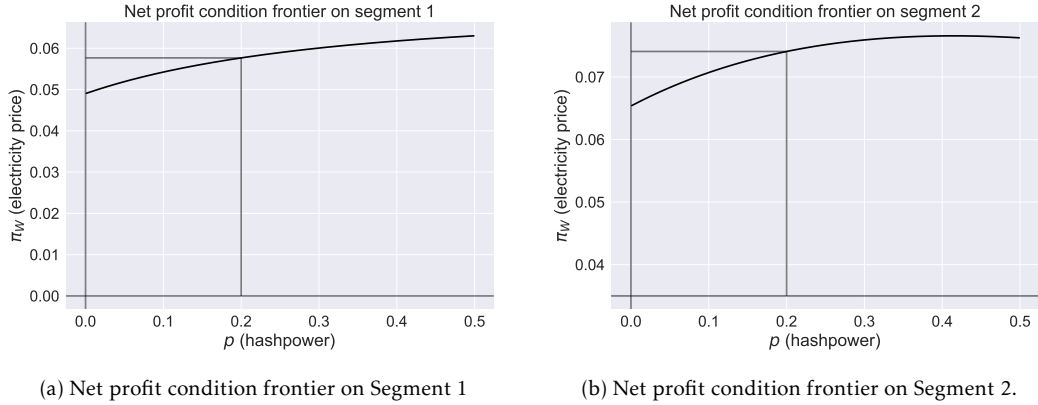 Net profit condition frontier on segment 1
π_W (electricity price)
0.06
0.05
0.04
0.03
0.02
0.01
0.00
0.0 0.1 0.2 0.3 0.4 0.5
p (hashpower)
(a) Net profit condition frontier on Segment 1
Net profit condition frontier on segment 2
π_W (electricity price)
0.07
0.06
0.05
0.04
0.0 0.1 0.2 0.3 0.4 0.5
p (hashpower)
(b) Net profit condition frontier on Segment 2.